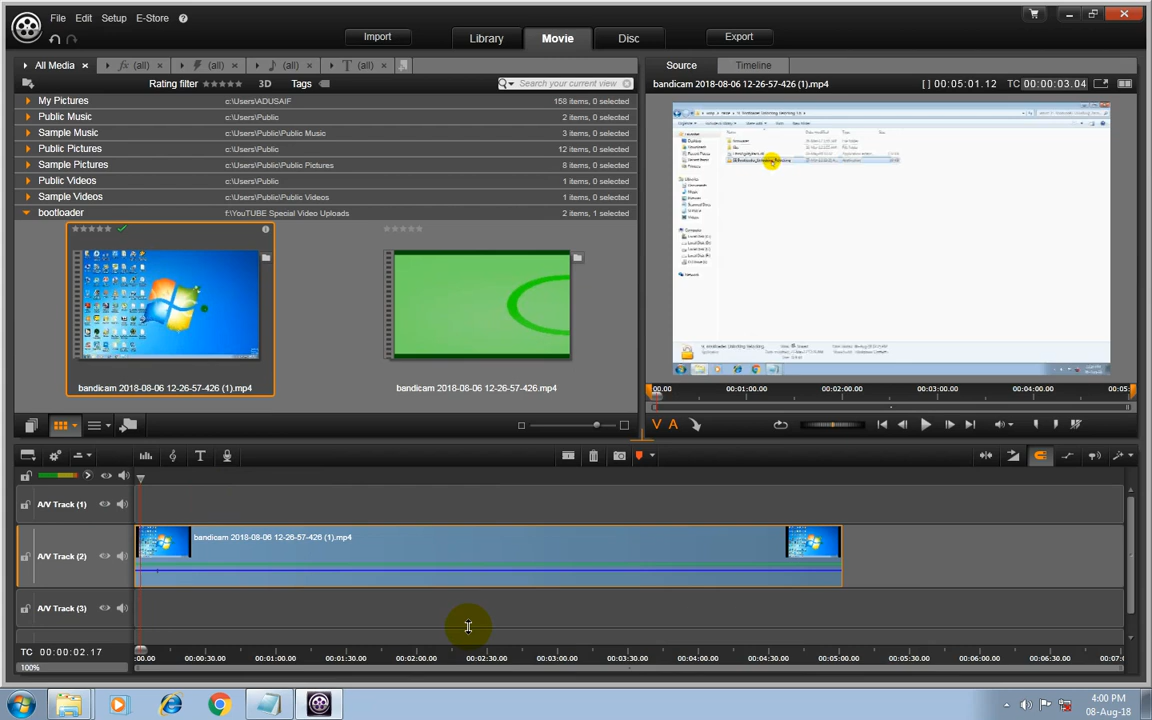 File Edit Setup E-Store
Import Library Movie Disc Export
All Media × fx (all) (all) (all) T (all)
Rating filter 3D Tags Search your current view
My Pictures c:\Users\ADUSAIF 158 items, 0 selected
Public Music c:\Users\Public 2 items, 0 selected
Sample Music c:\Users\Public\Public Music 3 items, 0 selected
Public Pictures c:\Users\Public 12 items, 0 selected
Sample Pictures c:\Users\Public\Public Pictures 8 items, 0 selected
Public Videos c:\Users\Public 1 items, 0 selected
Sample Videos c:\Users\Public\Public Videos 1 items, 0 selected
bootloader f:\YouTUBE Special Video Uploads 2 items, 1 selected
bandicam 2018-08-06 12-26-57-426 (1).mp4
bandicam 2018-08-06 12-26-57-426.mp4
Source Timeline
bandicam 2018-08-06 12-26-57-426 (1).mp4 [ ] 00:05:01.12 TC 00:00:03.04
00.00 00:01:00.00 00:02:00.00 00:03:00.00 00:04:00.00 00:05:
V A
A/V Track (1)
A/V Track (2)
bandicam 2018-08-06 12-26-57-426 (1).mp4
A/V Track (3)
TC 00:00:02.17
:00.00 00:00:30.00 00:01:00.00 00:01:30.00 00:02:00.00 00:02:30.00 00:03:00.00 00:03:30.00 00:04:00.00 00:04:30.00 00:05:00.00 00:05:30.00 00:06:00.00 00:06:30.00 00:07:0
100%
4:00 PM
08-Aug-18